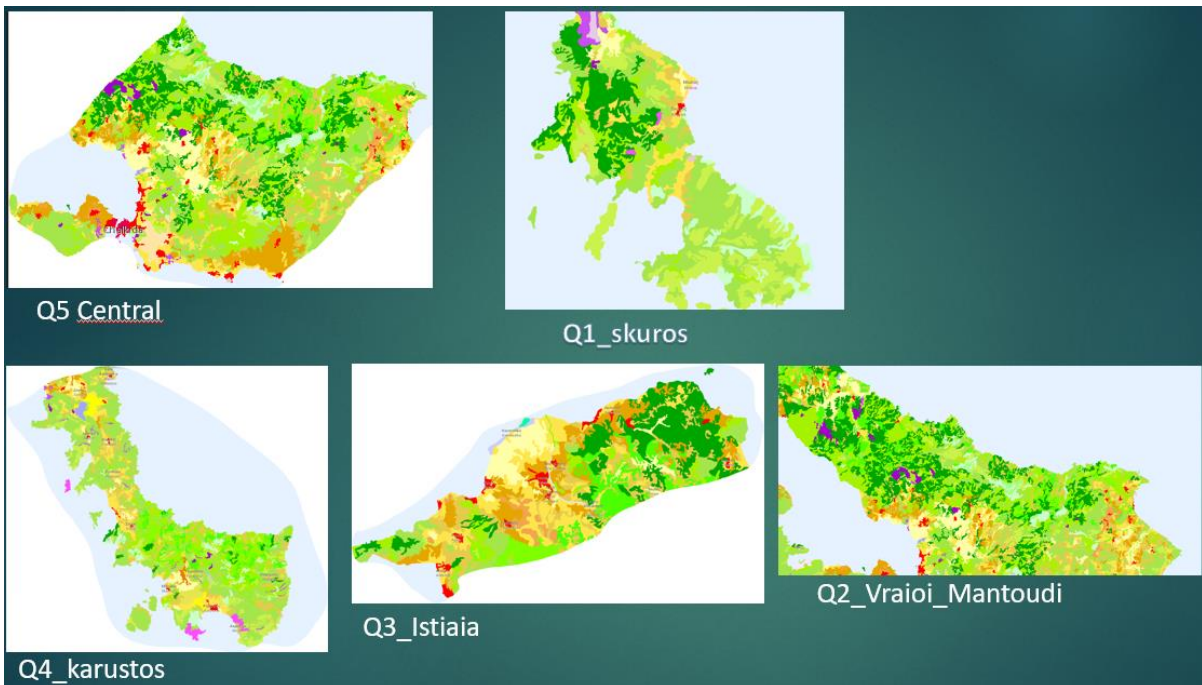 Q5 Central
Q1_skuros
Q4_karustos
Q3_Istiaia
Q2_Vraioi_Mantoudi